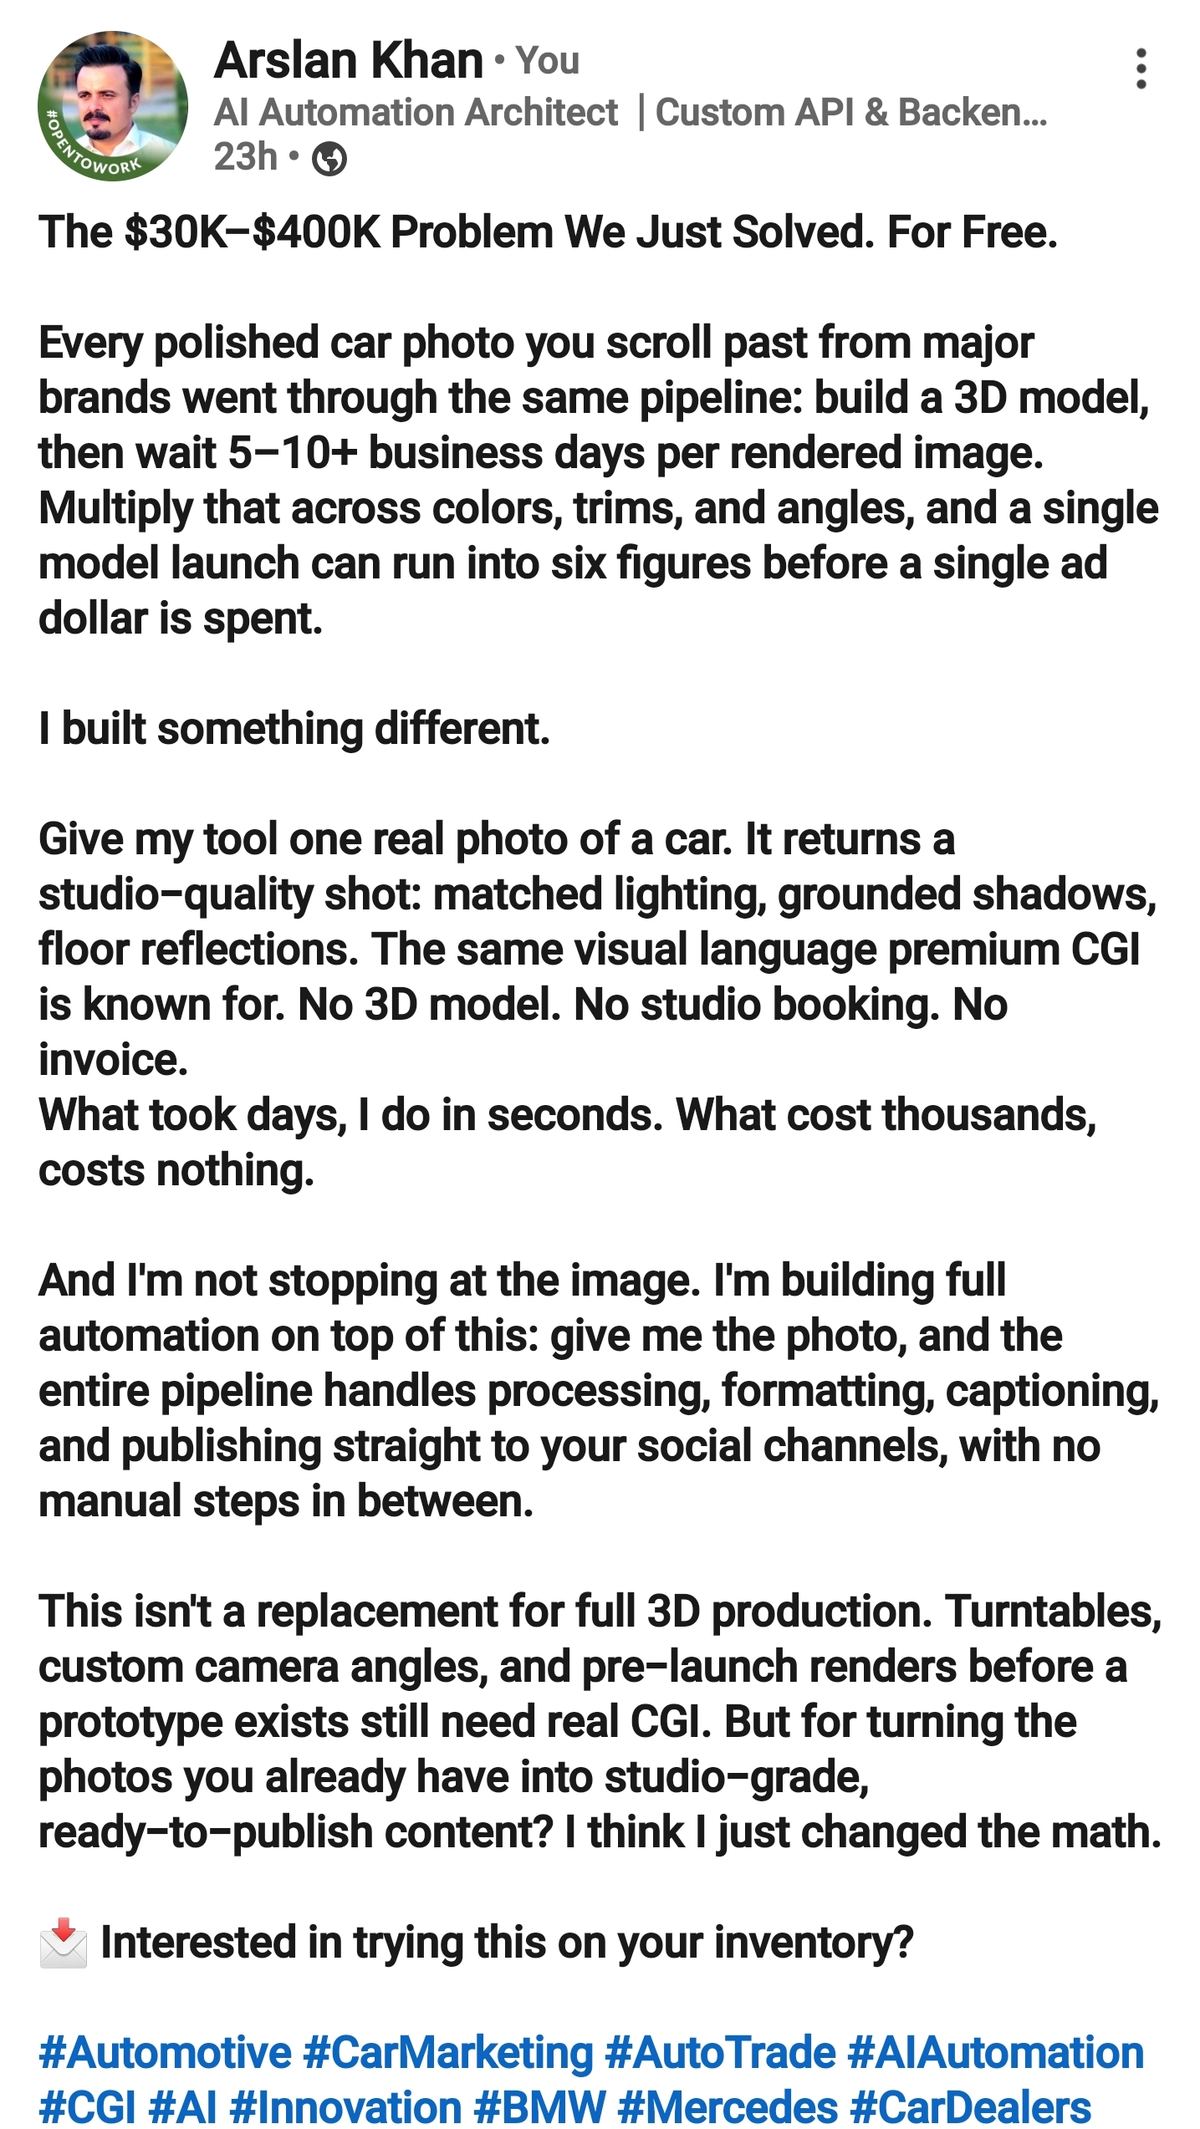 #OPENTOWORK
Arslan Khan • You
AI Automation Architect | Custom API & Backen...
23h •
The $30K–$400K Problem We Just Solved. For Free.
Every polished car photo you scroll past from major
brands went through the same pipeline: build a 3D model,
then wait 5–10+ business days per rendered image.
Multiply that across colors, trims, and angles, and a single
model launch can run into six figures before a single ad
dollar is spent.
I built something different.
Give my tool one real photo of a car. It returns a
studio-quality shot: matched lighting, grounded shadows,
floor reflections. The same visual language premium CGI
is known for. No 3D model. No studio booking. No
invoice.
What took days, I do in seconds. What cost thousands,
costs nothing.
And I'm not stopping at the image. I'm building full
automation on top of this: give me the photo, and the
entire pipeline handles processing, formatting, captioning,
and publishing straight to your social channels, with no
manual steps in between.
This isn't a replacement for full 3D production. Turntables,
custom camera angles, and pre-launch renders before a
prototype exists still need real CGI. But for turning the
photos you already have into studio-grade,
ready-to-publish content? I think I just changed the math.
📩 Interested in trying this on your inventory?
#Automotive #CarMarketing #AutoTrade #AIAutomation
#CGI #AI #Innovation #BMW #Mercedes #CarDealers